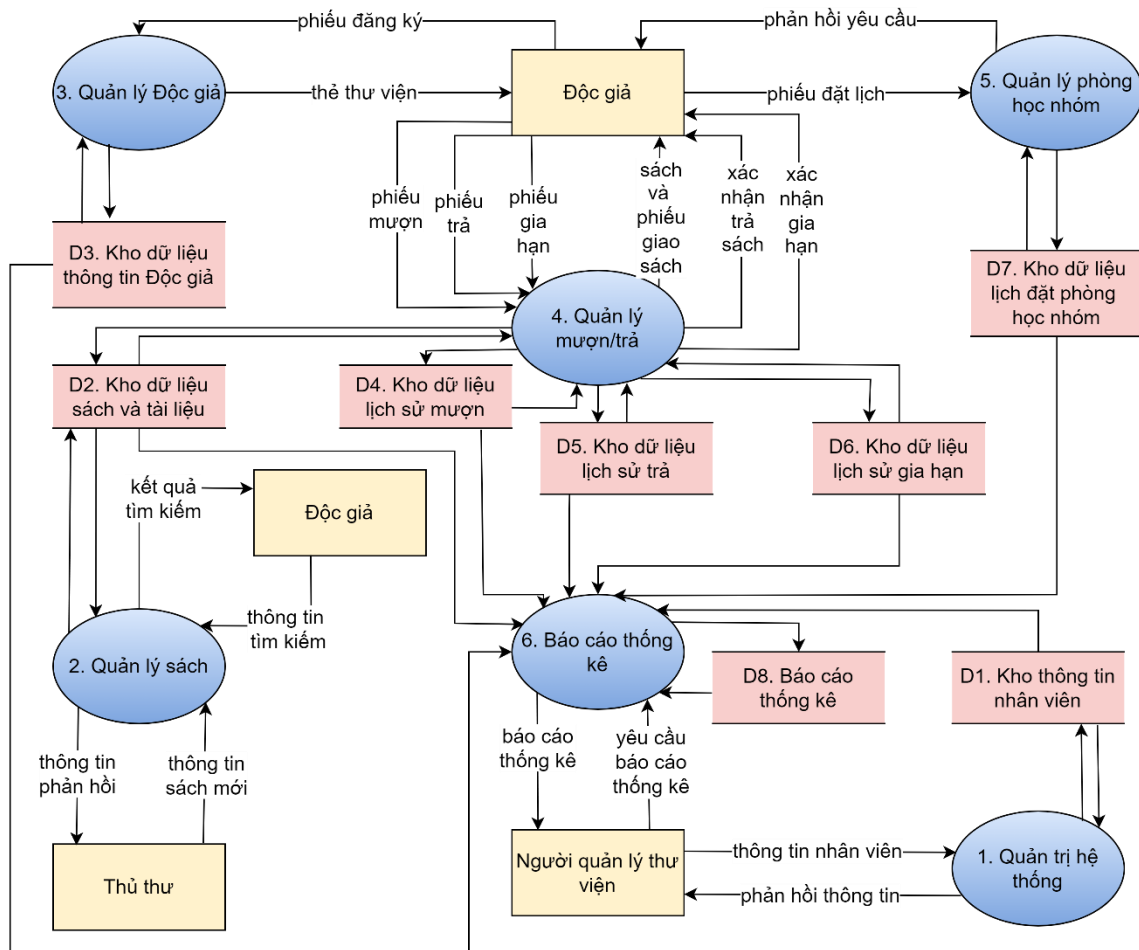 phiếu đăng ký
phản hồi yêu cầu
3. Quản lý Độc giả
thẻ thư viện
Độc giả
phiếu đặt lịch
5. Quản lý phòng
học nhóm
phiếu
mượn
phiếu
trả
phiếu
gia
hạn
sách
và
phiếu
giao
sách
xác
nhận
trả
sách
xác
nhận
gia
hạn
D3. Kho dữ liệu
thông tin Độc giả
D7. Kho dữ liệu
lịch đặt phòng
học nhóm
4. Quản lý
mượn/trả
D2. Kho dữ liệu
sách và tài liệu
D4. Kho dữ liệu
lịch sử mượn
D5. Kho dữ liệu
lịch sử trả
D6. Kho dữ liệu
lịch sử gia hạn
kết quả
tìm kiếm
Độc giả
thông tin
tìm kiếm
2. Quản lý sách
6. Báo cáo thống
kê
D8. Báo cáo
thống kê
D1. Kho thông tin
nhân viên
thông tin
phản hồi
thông tin
sách mới
báo cáo
thống kê
yêu cầu
báo cáo
thống kê
Thủ thư
Người quản lý thư
viện
thông tin nhân viên
phản hồi thông tin
1. Quản trị hệ
thống